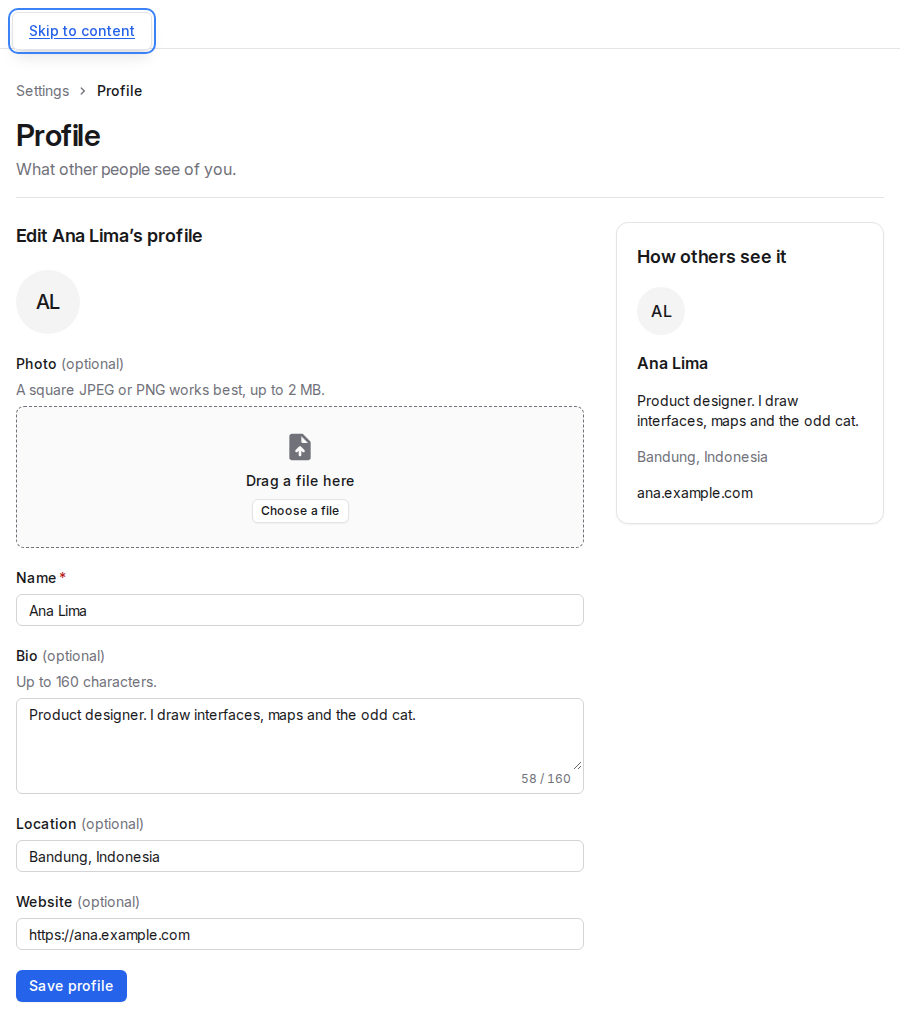 Skip to content
Settings > Profile
Profile
What other people see of you.
Edit Ana Lima’s profile
AL
Photo (optional)
A square JPEG or PNG works best, up to 2 MB.
Drag a file here
Choose a file
Name *
Ana Lima
Bio (optional)
Up to 160 characters.
Product designer. I draw interfaces, maps and the odd cat.
58 / 160
Location (optional)
Bandung, Indonesia
Website (optional)
https://ana.example.com
Save profile
How others see it
AL
Ana Lima
Product designer. I draw
interfaces, maps and the odd cat.
Bandung, Indonesia
ana.example.com